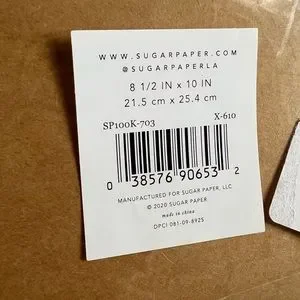 WWW.SUGARPAPER.COM
@SUGARPAPERLA
8 1/2 IN x 10 IN
21.5 cm x 25.4 cm
SP100K-703 X-610
0 38576 90653 2
MANUFACTURED FOR SUGAR PAPER, LLC
© 2020 SUGAR PAPER
made in china
DPCI 081-09-8925